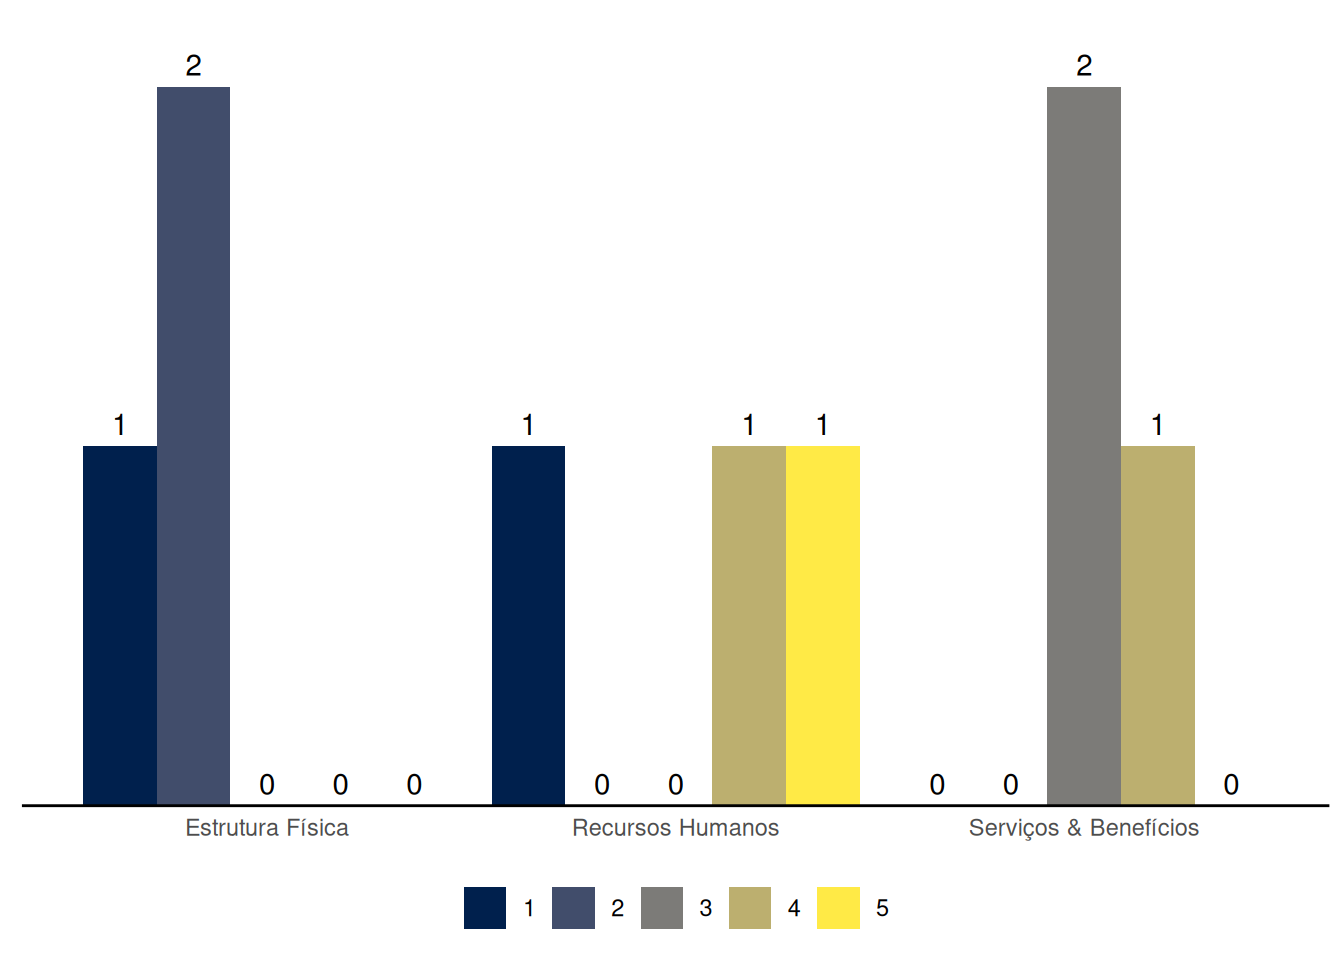 2 2
1 1 1 1 1
0 0 0 0 0 0 0 0
Estrutura Física Recursos Humanos Serviços & Benefícios
1 2 3 4 5